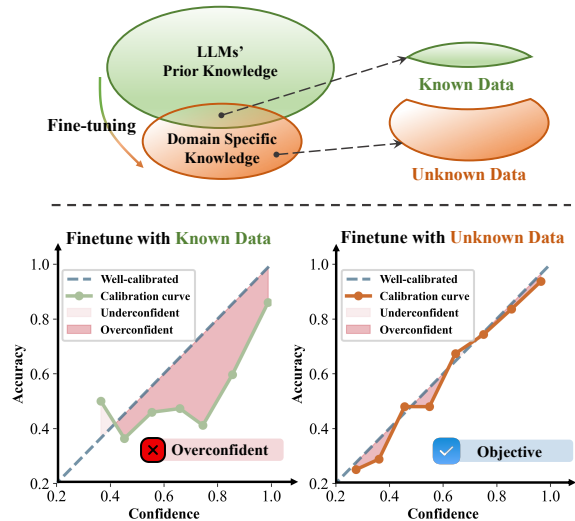 LLMs'
Prior Knowledge
Known Data
Fine-tuning
Domain Specific
Knowledge
Unknown Data
Finetune with Known Data
1.0
0.8
0.6
0.4
0.2
Accuracy
Well-calibrated
Calibration curve
Underconfident
Overconfident
Overconfident
0.2
0.4
0.6
0.8
1.0
Confidence
Finetune with Unknown Data
1.0
0.8
0.6
0.4
0.2
Accuracy
Well-calibrated
Calibration curve
Underconfident
Overconfident
Objective
0.2
0.4
0.6
0.8
1.0
Confidence